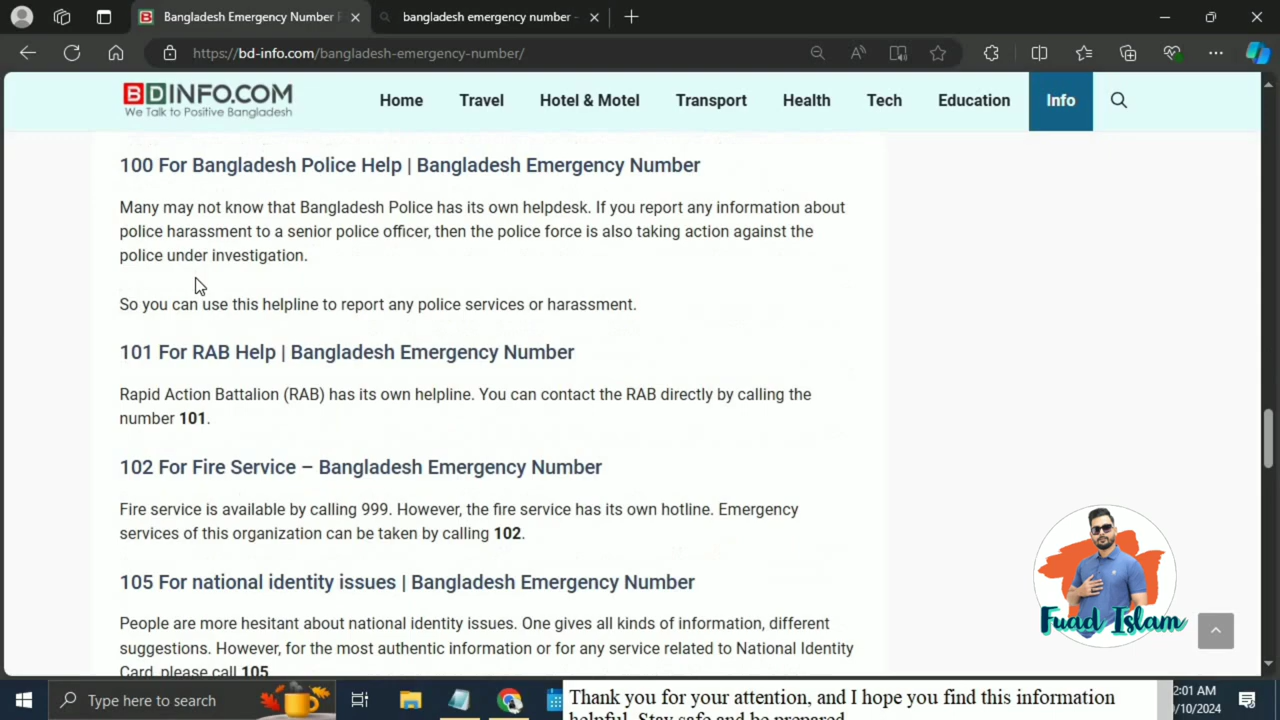 Bangladesh Emergency Number
bangladesh emergency number -
https://bd-info.com/bangladesh-emergency-number/
BDINFO.COM
We Talk to Positive Bangladesh
Home Travel Hotel & Motel Transport Health Tech Education Info
100 For Bangladesh Police Help | Bangladesh Emergency Number
Many may not know that Bangladesh Police has its own helpdesk. If you report any information about
police harassment to a senior police officer, then the police force is also taking action against the
police under investigation.
So you can use this helpline to report any police services or harassment.
101 For RAB Help | Bangladesh Emergency Number
Rapid Action Battalion (RAB) has its own helpline. You can contact the RAB directly by calling the
number 101.
102 For Fire Service – Bangladesh Emergency Number
Fire service is available by calling 999. However, the fire service has its own hotline. Emergency
services of this organization can be taken by calling 102.
105 For national identity issues | Bangladesh Emergency Number
People are more hesitant about national identity issues. One gives all kinds of information, different
suggestions. However, for the most authentic information or for any service related to National Identity
Card, please call 105
Fuad Islam
Type here to search
Thank you for your attention, and I hope you find this information
helpful. Stay safe and be prepared
2:01 AM
/10/2024